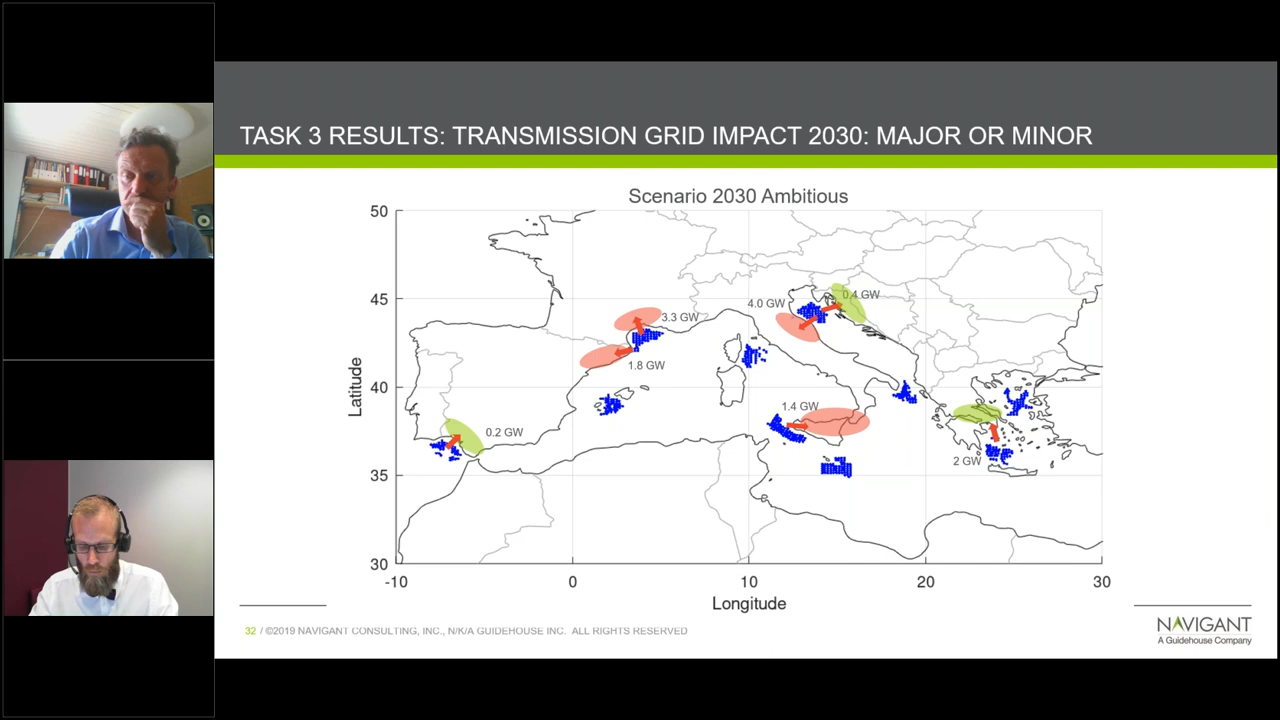 TASK 3 RESULTS: TRANSMISSION GRID IMPACT 2030: MAJOR OR MINOR
Scenario 2030 Ambitious
50
45
40
35
30
Latitude
4.0 GW
0.4 GW
3.3 GW
1.8 GW
1.4 GW
0.2 GW
2 GW
-10
0
10
20
30
Longitude
32 / ©2019 NAVIGANT CONSULTING, INC., N/K/A GUIDEHOUSE INC. ALL RIGHTS RESERVED
NAVIGANT
A Guidehouse Company